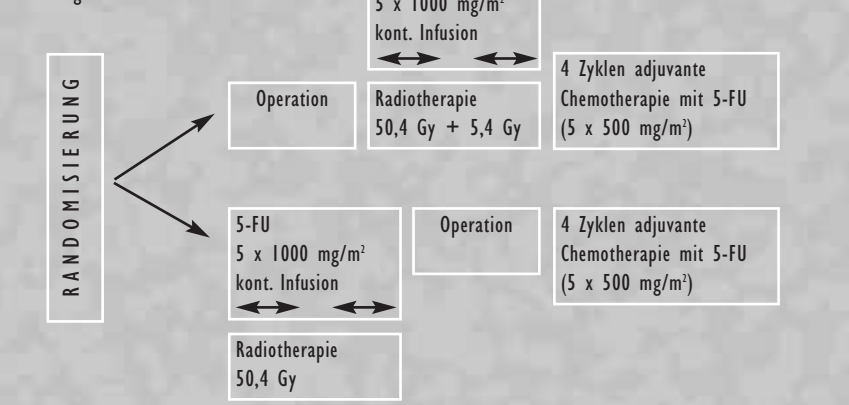 5 x 1000 mg/m²
kont. Infusion
RANDOMISIERUNG
Operation
Radiotherapie
50,4 Gy + 5,4 Gy
4 Zyklen adjuvante
Chemotherapie mit 5-FU
(5 x 500 mg/m²)
5-FU
5 x 1000 mg/m²
kont. Infusion
Operation
4 Zyklen adjuvante
Chemotherapie mit 5-FU
(5 x 500 mg/m²)
Radiotherapie
50,4 Gy